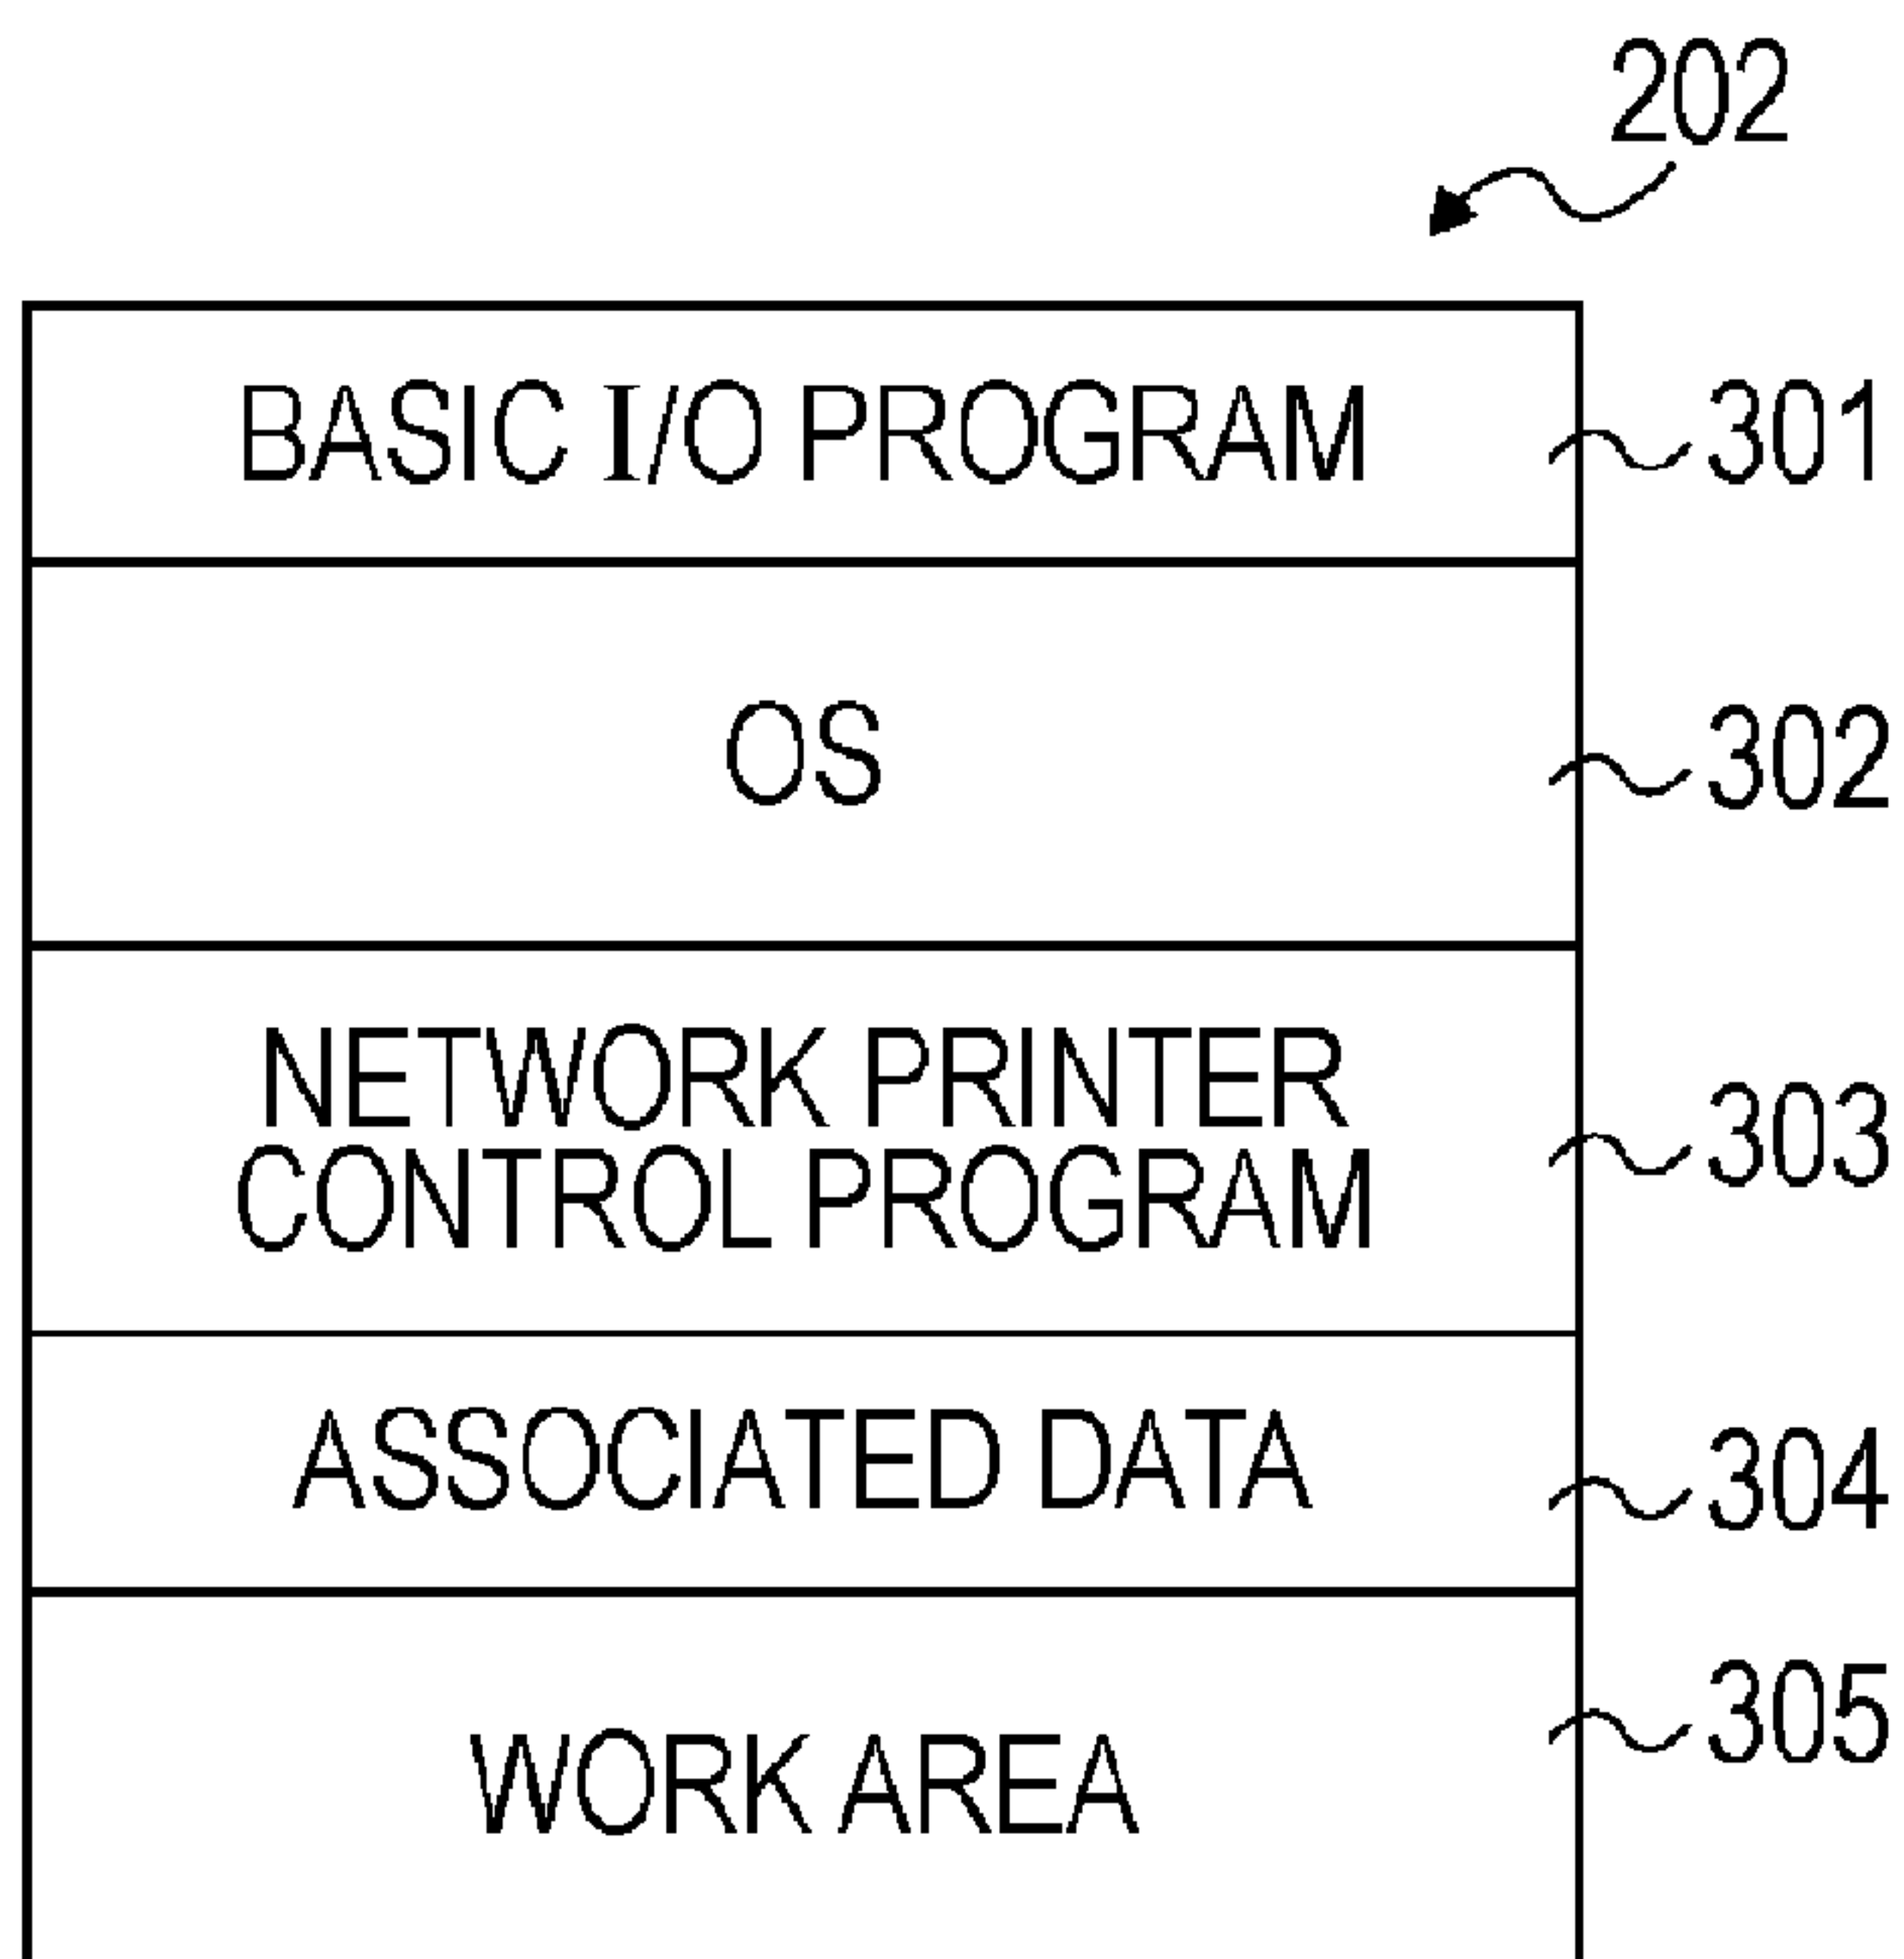 202
BASIC I/O PROGRAM 301
OS 302
NETWORK PRINTER
CONTROL PROGRAM 303
ASSOCIATED DATA 304
WORK AREA 305